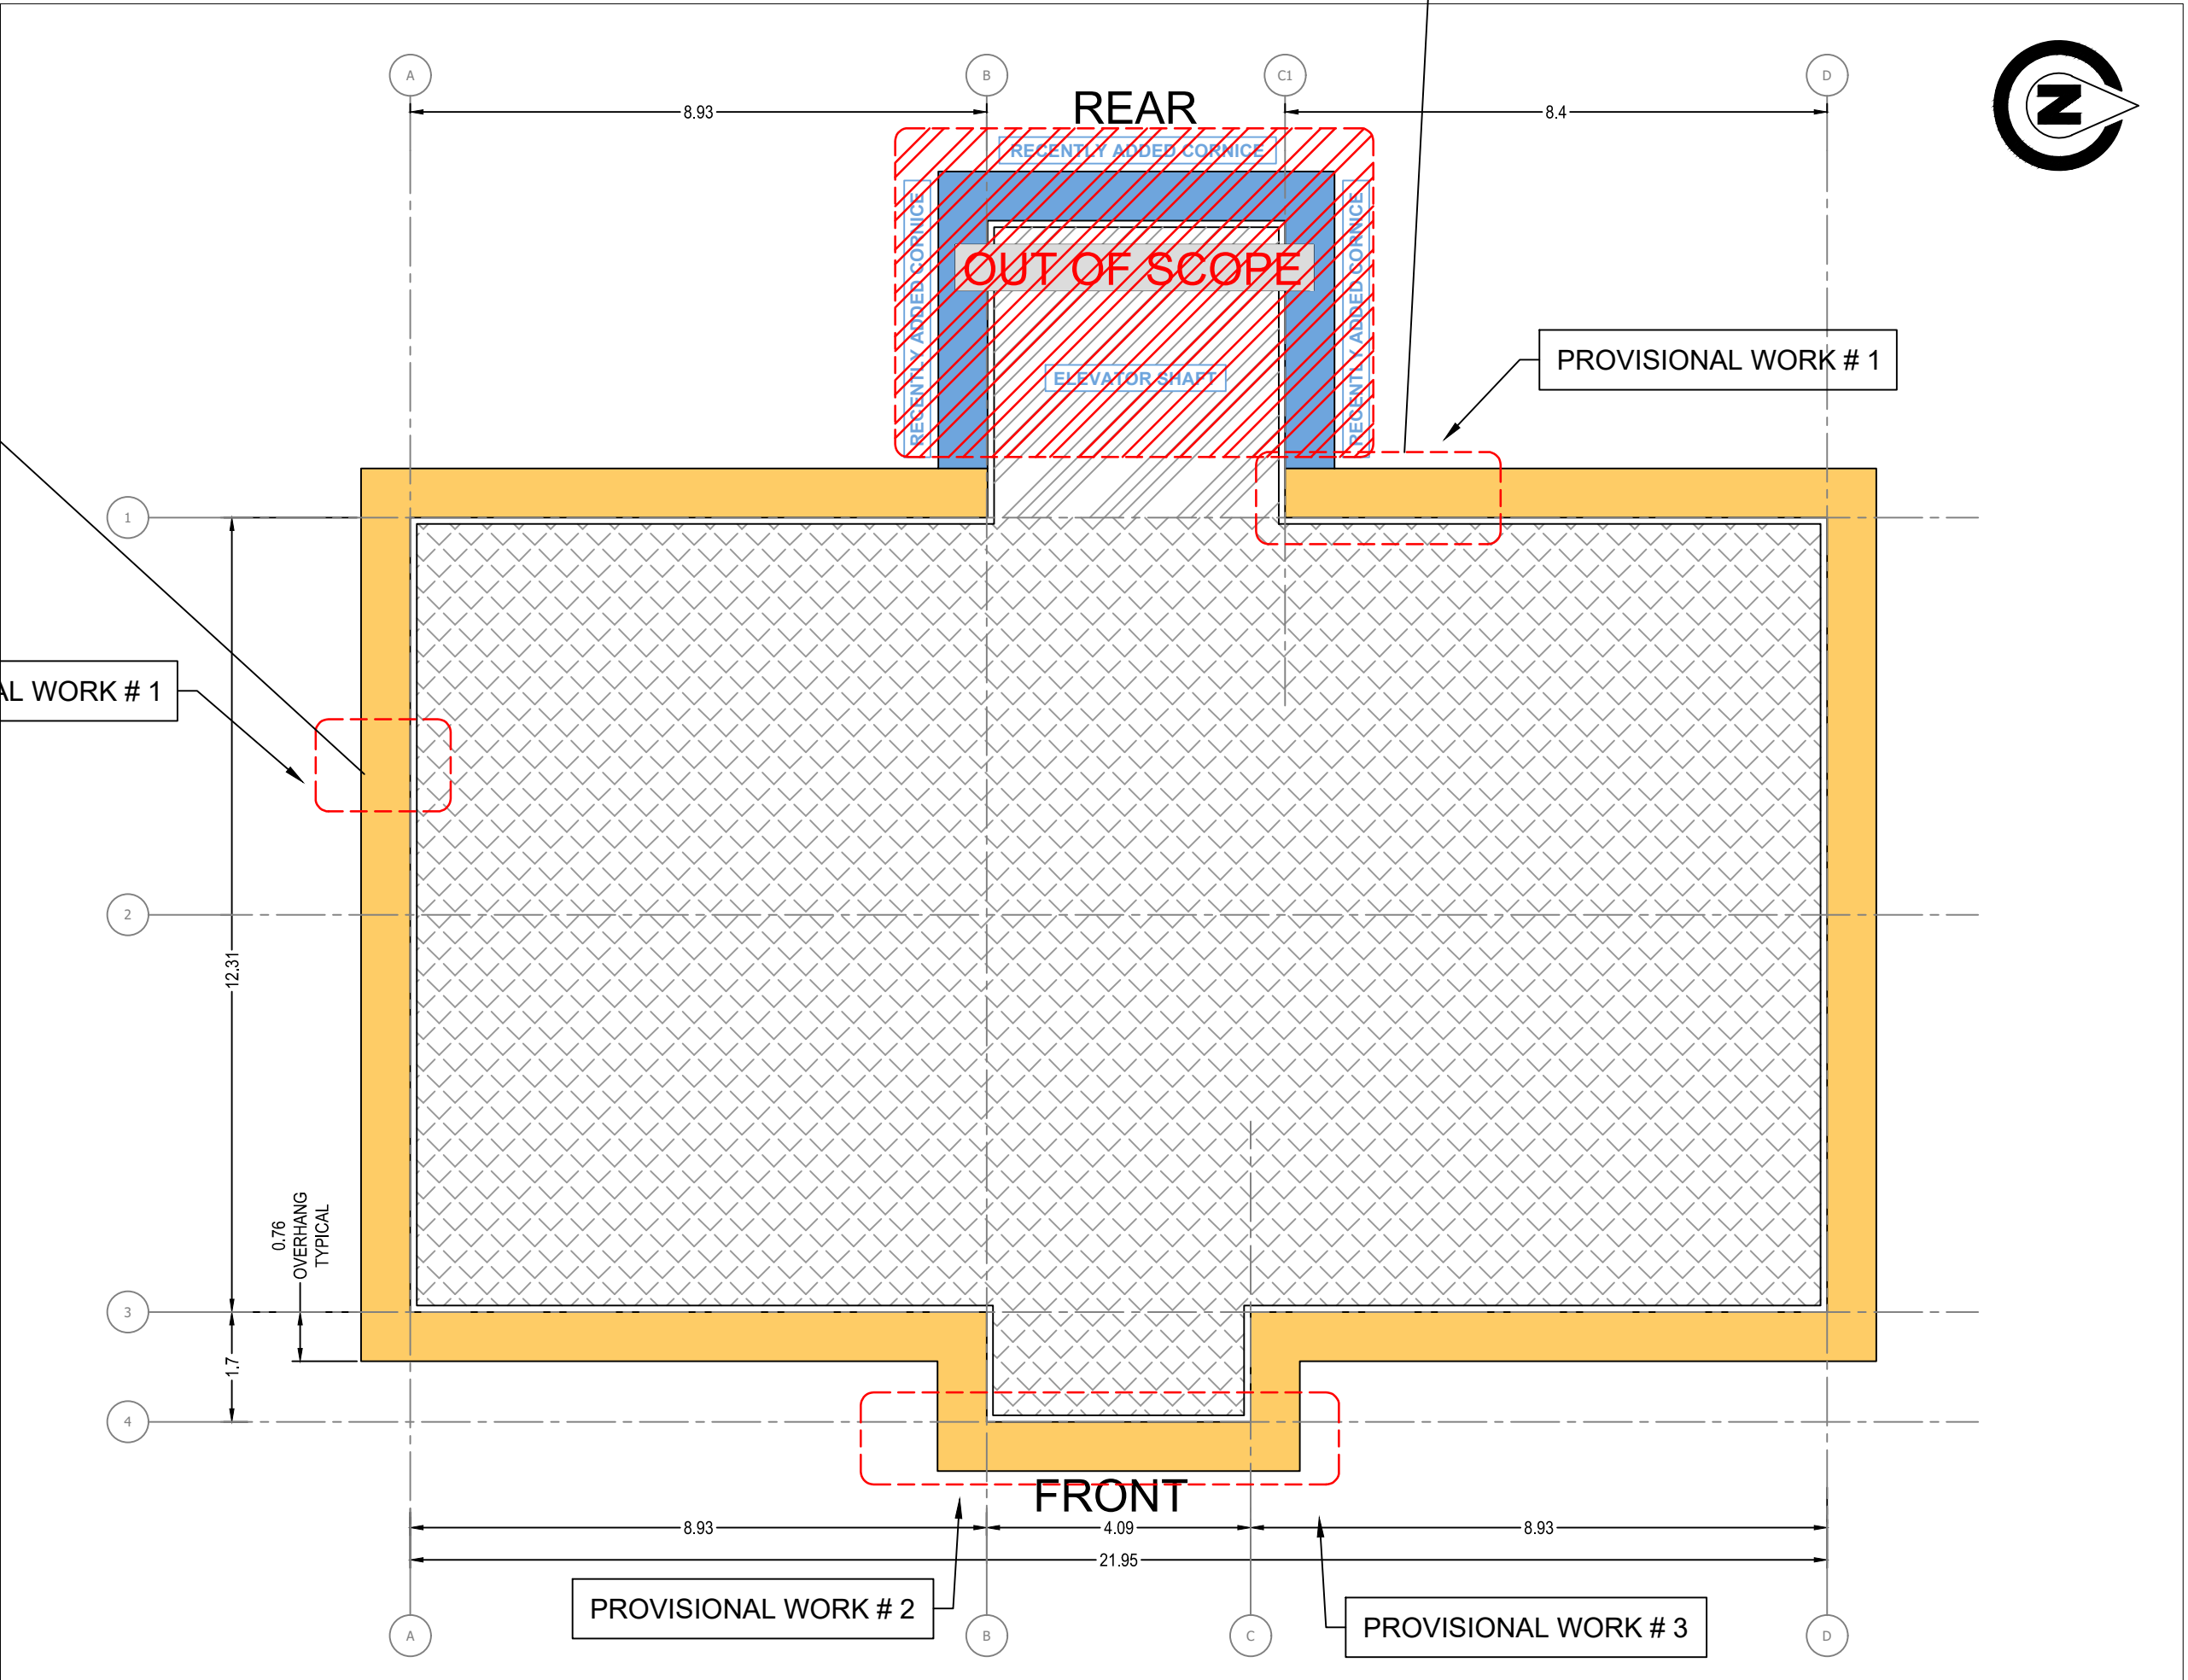 A
B
C1
D
REAR
N
8.93
8.4
RECENTLY ADDED CORNICE
RECENTLY ADDED CORNICE
RECENTLY ADDED CORNICE
OUT OF SCOPE
ELEVATOR SHAFT
PROVISIONAL WORK # 1
1
AL WORK # 1
2
12.31
0.76
OVERHANG
TYPICAL
3
1.7
4
FRONT
8.93
4.09
8.93
21.95
PROVISIONAL WORK # 2
PROVISIONAL WORK # 3
A
B
C
D